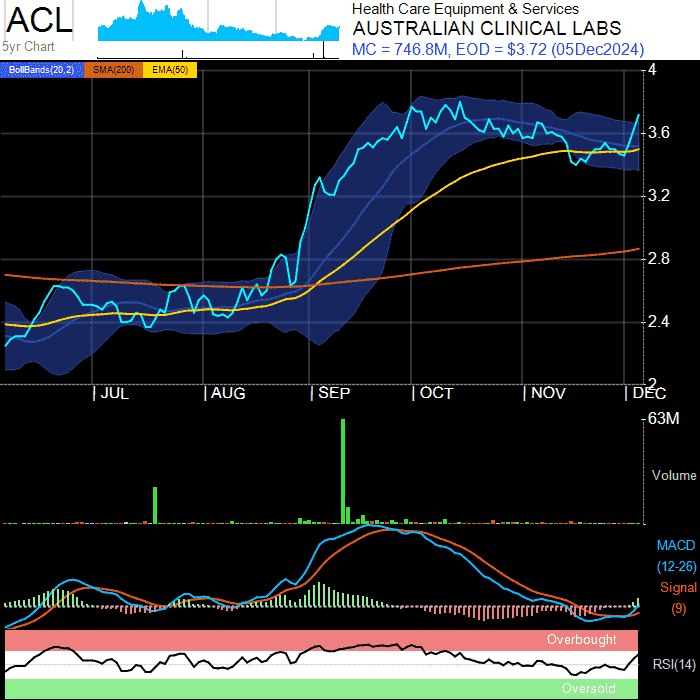 ACL
5yr Chart
Health Care Equipment & Services
AUSTRALIAN CLINICAL LABS
MC = 746.8M, EOD = $3.72 (05Dec2024)
BollBands(20,2) SMA(200) EMA(50)
4
3.6
3.2
2.8
2.4
2
JUL AUG SEP OCT NOV DEC
63M
Volume
MACD
(12-26)
Signal
(9)
Overbought
RSI(14)
Oversold